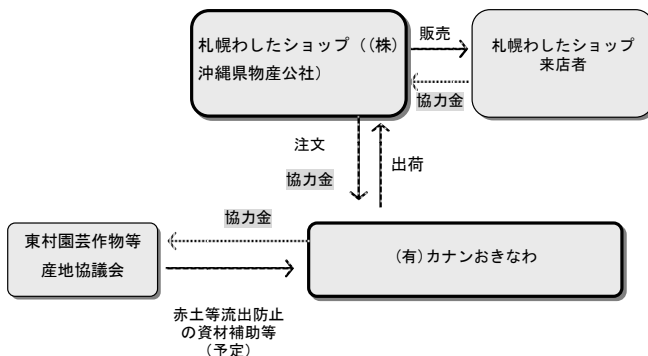 販売
札幌わしたショップ（(株)
沖縄県物産公社）
札幌わしたショップ
来店者
協力金
注文
協力金
出荷
協力金
東村園芸作物等
産地協議会
(有)カナンおきなわ
赤土等流出防止
の資材補助等
（予定）